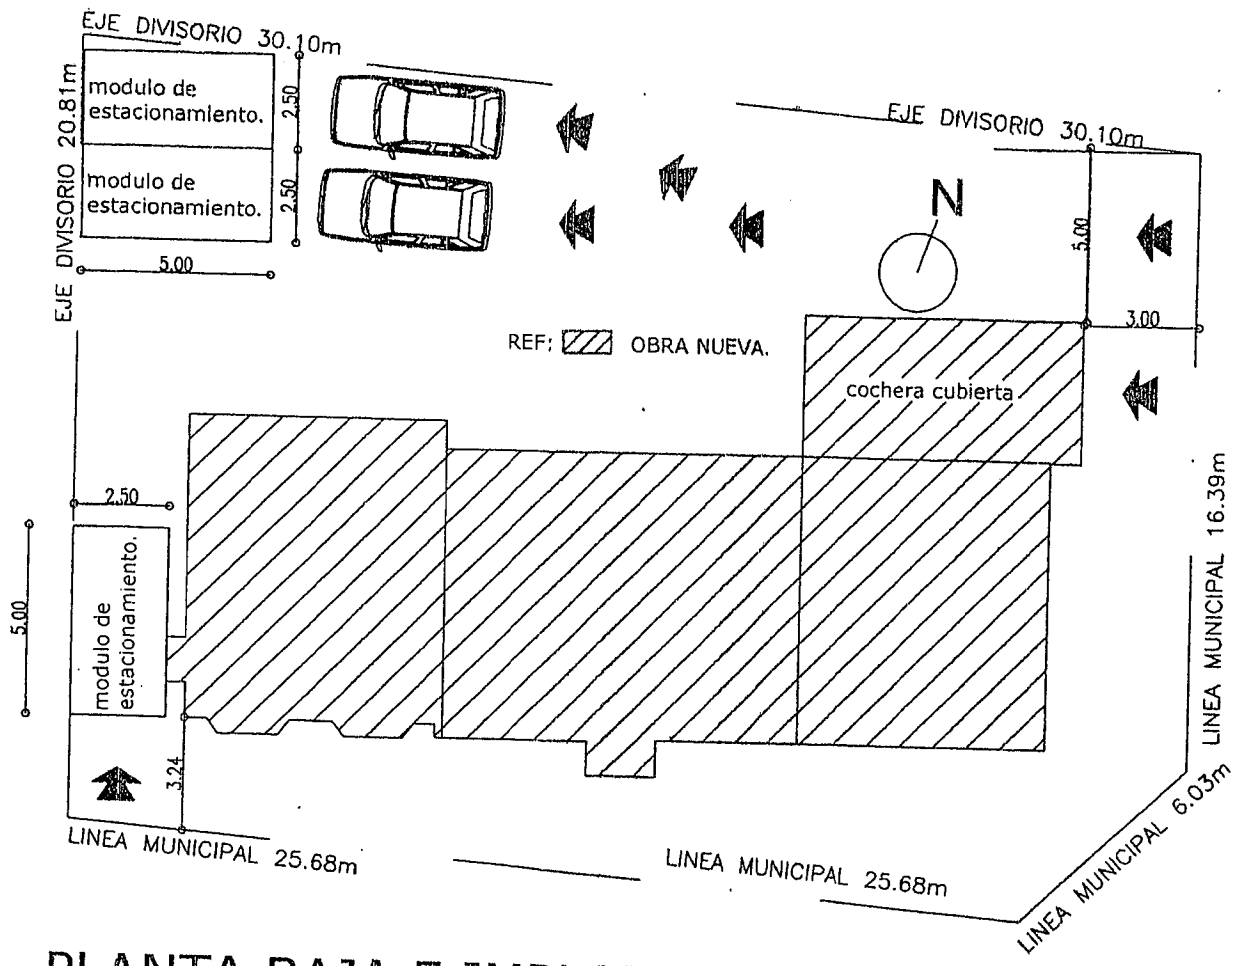 EJE DIVISORIO 30.10m
EJE DIVISORIO 20.81m
modulo de
estacionamiento.
2.50
modulo de
estacionamiento.
2.50
5.00
EJE DIVISORIO 30.10m
N
5.00
3.00
REF: OBRA NUEVA.
cochera cubierta
2.50
5.00
modulo de
estacionamiento.
3.24
LINEA MUNICIPAL 16.39m
LINEA MUNICIPAL 6.03m
LINEA MUNICIPAL 25.68m
LINEA MUNICIPAL 25.68m
PLANTA BAJA